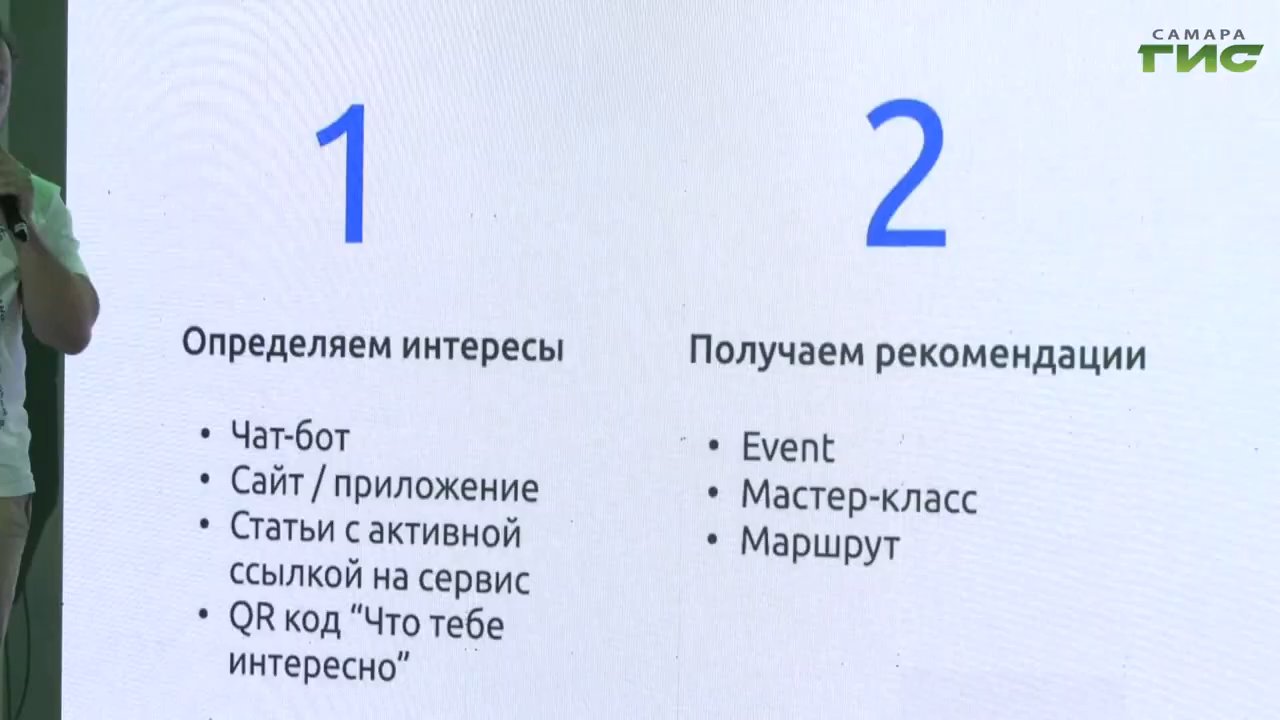 САМАРА
ГИС
1
Определяем интересы
• Чат-бот
• Сайт / приложение
• Статьи с активной
ссылкой на сервис
• QR код “Что тебе
интересно”
2
Получаем рекомендации
• Event
• Мастер-класс
• Маршрут